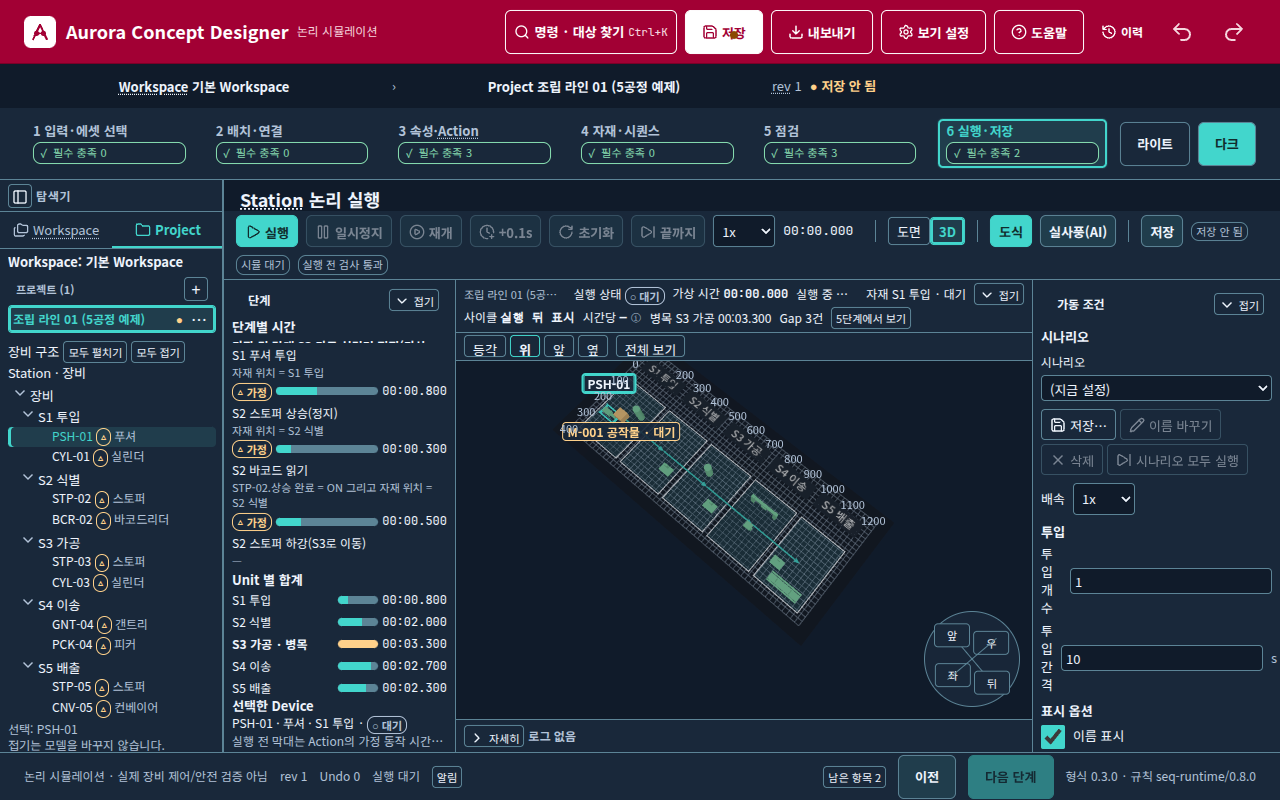 Aurora Concept Designer 논리 시뮬레이션
명령 · 대상 찾기 Ctrl+K
저장
내보내기
보기 설정
도움말
이력
Workspace 기본 Workspace › Project 조립 라인 01 (5공정 예제) rev 1 ● 저장 안 됨
1 입력·에셋 선택
✓ 필수 충족 0
2 배치·연결
✓ 필수 충족 0
3 속성·Action
✓ 필수 충족 3
4 자재·시퀀스
✓ 필수 충족 0
5 점검
✓ 필수 충족 3
6 실행·저장
✓ 필수 충족 2
라이트
다크
탐색기
Workspace
Project
Workspace: 기본 Workspace
프로젝트 (1)
+
조립 라인 01 (5공정 예제) ● ···
장비 구조 모두 펼치기 모두 접기
Station · 장비
장비
S1 투입
PSH-01 푸셔
CYL-01 실린더
S2 식별
STP-02 스토퍼
BCR-02 바코드리더
S3 가공
STP-03 스토퍼
CYL-03 실린더
S4 이송
GNT-04 갠트리
PCK-04 피커
S5 배출
STP-05 스토퍼
CNV-05 컨베이어
선택: PSH-01
접기는 모델을 바꾸지 않습니다.
Station 논리 실행
실행
일시정지
재개
+0.1s
초기화
끝까지
1x
00:00.000
도면
3D
도식
실사풍(AI)
저장
저장 안 됨
시뮬 대기
실행 전 검사 통과
단계
접기
단계별 시간
S1 푸셔 투입
자재 위치 = S1 투입
가정 00:00.800
S2 스토퍼 상승(정지)
자재 위치 = S2 식별
가정 00:00.300
S2 바코드 읽기
STP-02.상승 완료 = ON 그리고 자재 위치 =
S2 식별
가정 00:00.500
S2 스토퍼 하강(S3로 이동)
—
Unit 별 합계
S1 투입 00:00.800
S2 식별 00:02.000
S3 가공 · 병목 00:03.300
S4 이송 00:02.700
S5 배출 00:02.300
선택한 Device
PSH-01 · 푸셔 · S1 투입 · ○ 대기
실행 전 막대는 Action의 가정 동작 시간···
조립 라인 01 (5공··· 실행 상태 ○ 대기 가상 시간 00:00.000 실행 중 ··· 자재 S1 투입 · 대기 접기
사이클 실행 뒤 표시 시간당 – ⓘ 병목 S3 가공 00:03.300 Gap 3건 5단계에서 보기
등각
위
앞
옆
전체 보기
0
100
200
300
200
300
400
500
600
700
800
900
1000
1100
1200
S2 식별
S3 가공
S4 이송
S5 배출
PSH-01
M-001 공작물 · 대기
앞
우
좌
뒤
자세히 로그 없음
가동 조건
접기
시나리오
시나리오
(지금 설정)
저장···
이름 바꾸기
삭제
시나리오 모두 실행
배속 1x
투입
투입 개수 1
투입 간격 10 s
표시 옵션
이름 표시
논리 시뮬레이션 · 실제 장비 제어/안전 검증 아님 rev 1 Undo 0 실행 대기 알림
남은 항목 2
이전
다음 단계
형식 0.3.0 · 규칙 seq-runtime/0.8.0